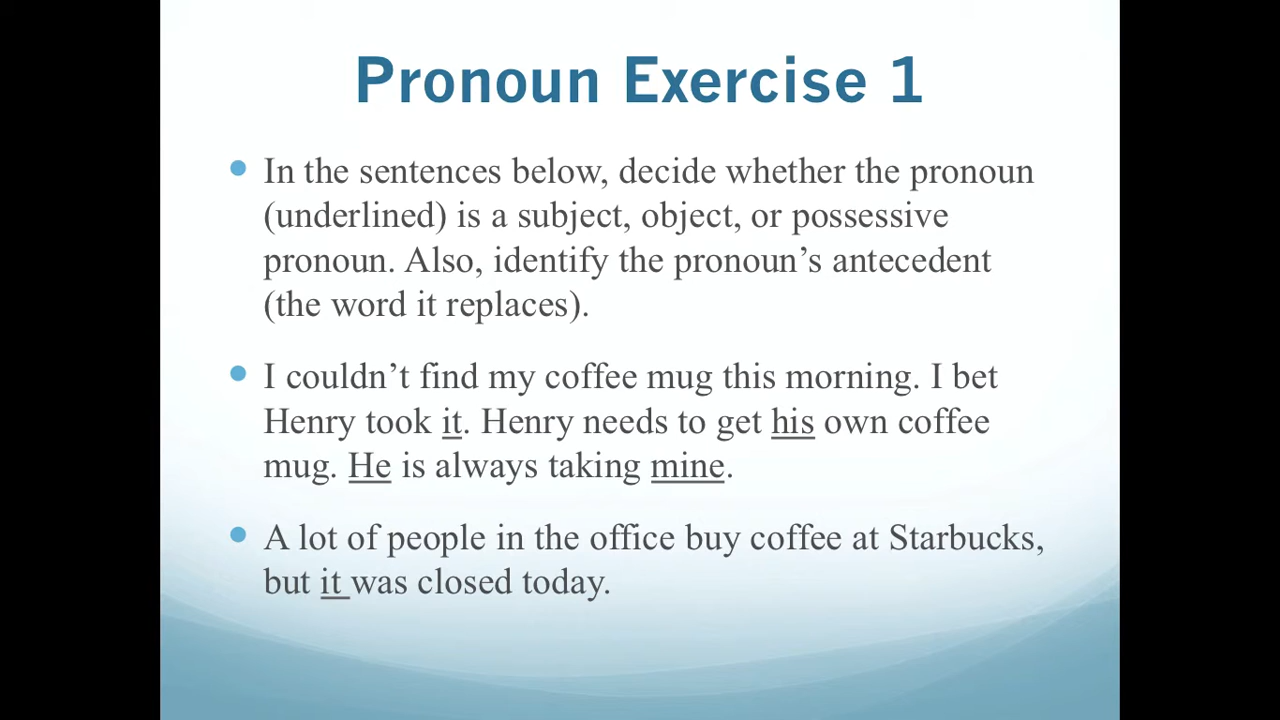 Pronoun Exercise 1
In the sentences below, decide whether the pronoun
(underlined) is a subject, object, or possessive
pronoun. Also, identify the pronoun’s antecedent
(the word it replaces).
I couldn’t find my coffee mug this morning. I bet
Henry took it. Henry needs to get his own coffee
mug. He is always taking mine.
A lot of people in the office buy coffee at Starbucks,
but it was closed today.